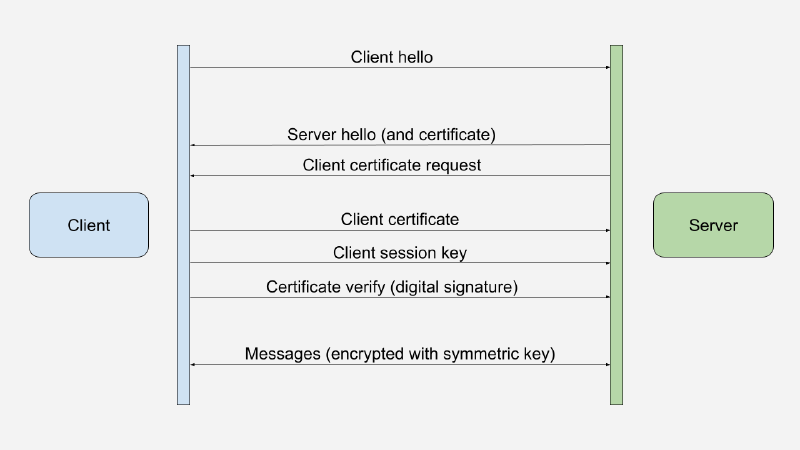 Client hello
Server hello (and certificate)
Client certificate request
Client
Client certificate
Server
Client session key
Certificate verify (digital signature)
Messages (encrypted with symmetric key)